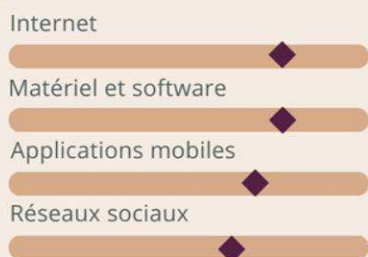 Internet
Matériel et software
Applications mobiles
Réseaux sociaux